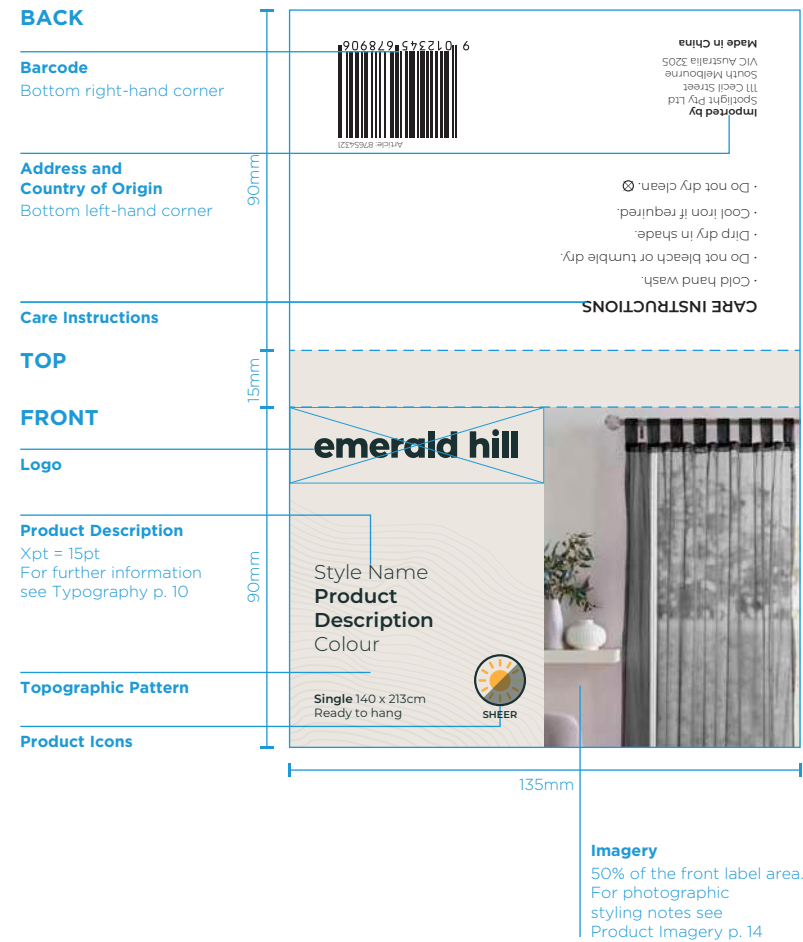 BACK
Barcode
Bottom right-hand corner
Address and
Country of Origin
Bottom left-hand corner
Care Instructions
TOP
FRONT
Logo
Product Description
Xpt = 15pt
For further information
see Typography p. 10
Topographic Pattern
Product Icons
90mm
15mm
90mm
CARE INSTRUCTIONS
· Cold hand wash.
· Do not bleach or tumble dry.
· Dirp dry in shade.
· Cool iron if required.
· Do not dry clean.
Imported by
Spotlight Pty Ltd
111 Cecil Street
South Melbourne
VIC Australia 3205
Made in China
Article: 87654321
9 012345 678906
emerald hill
Style Name
Product
Description
Colour
Single 140 x 213cm
Ready to hang
SHEER
135mm
Imagery
50% of the front label area.
For photographic
styling notes see
Product Imagery p. 14